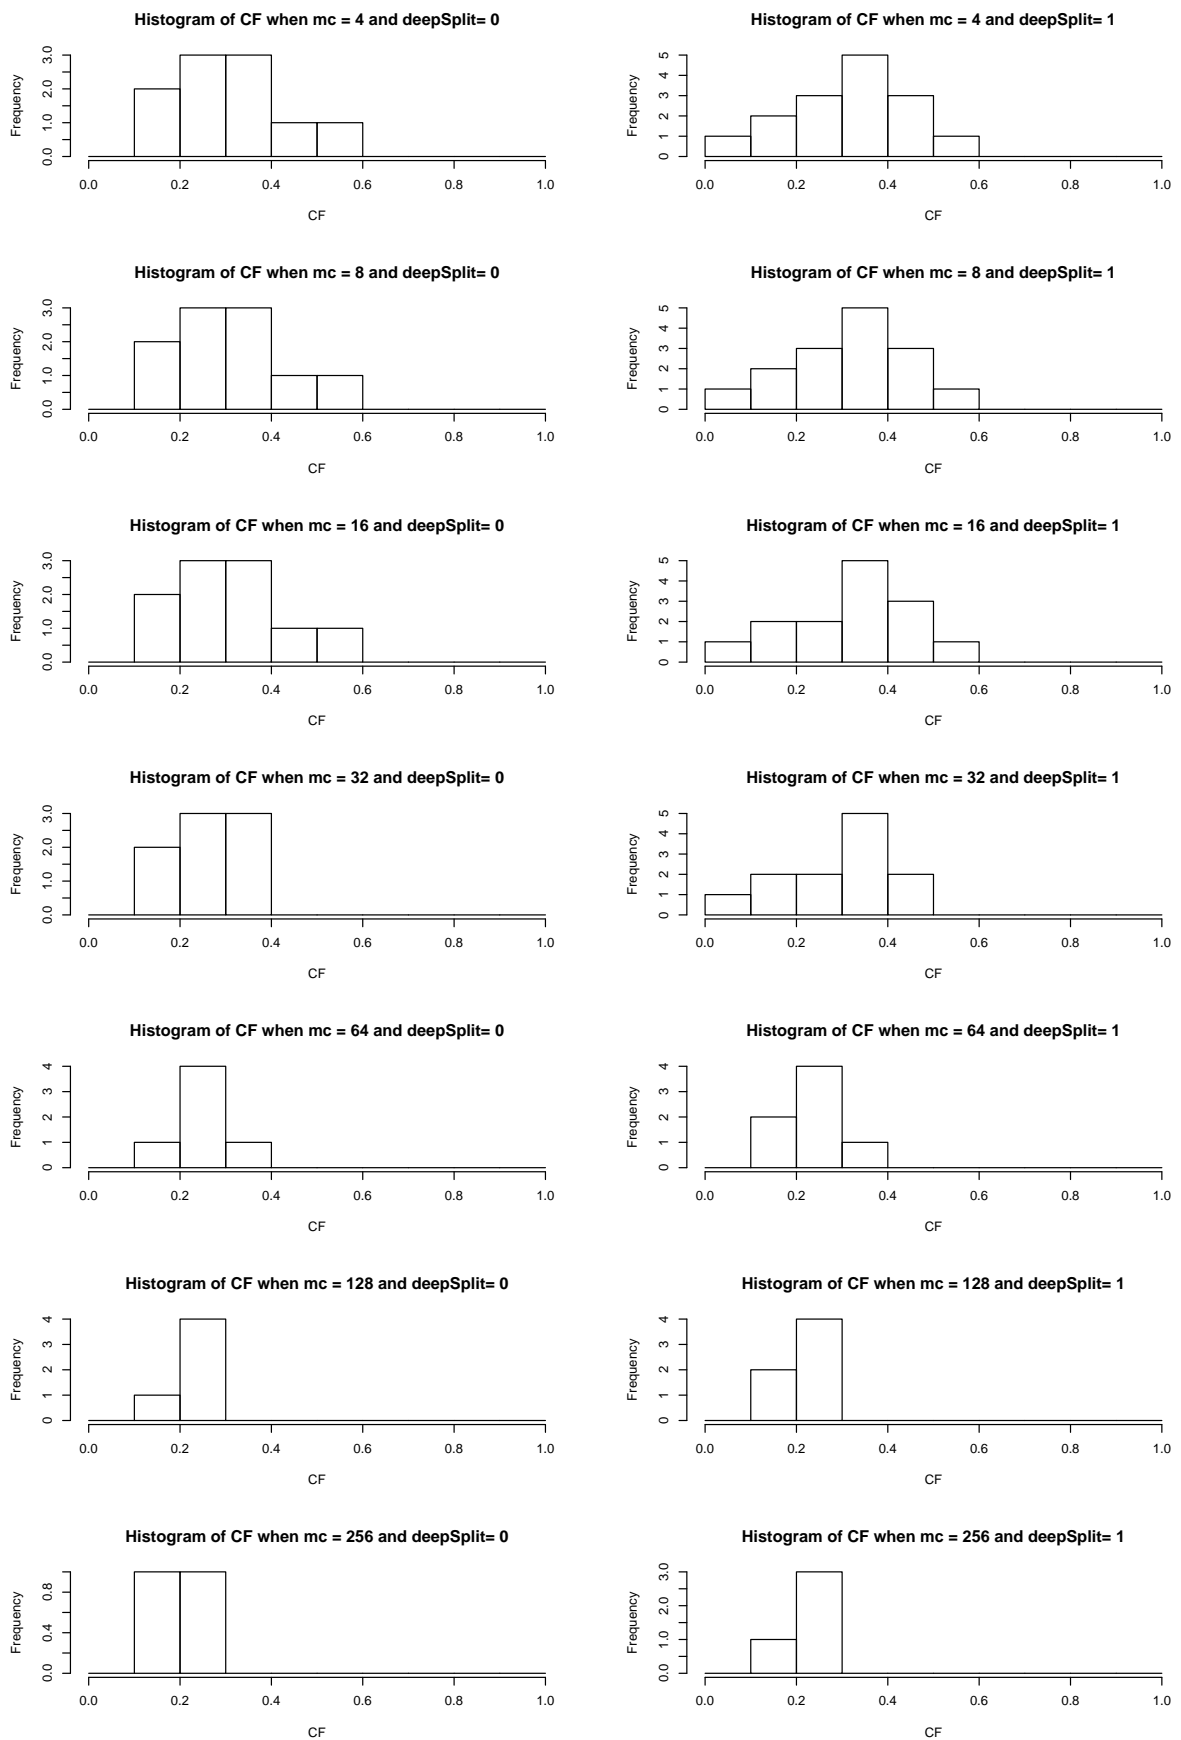 Histogram of CF when mc = 4 and deepSplit= 0
Frequency
0.0 1.0 2.0 3.0
0.0 0.2 0.4 0.6 0.8 1.0
CF
Histogram of CF when mc = 4 and deepSplit= 1
Frequency
0 1 2 3 4 5
0.0 0.2 0.4 0.6 0.8 1.0
CF
Histogram of CF when mc = 8 and deepSplit= 0
Frequency
0.0 1.0 2.0 3.0
0.0 0.2 0.4 0.6 0.8 1.0
CF
Histogram of CF when mc = 8 and deepSplit= 1
Frequency
0 1 2 3 4 5
0.0 0.2 0.4 0.6 0.8 1.0
CF
Histogram of CF when mc = 16 and deepSplit= 0
Frequency
0.0 1.0 2.0 3.0
0.0 0.2 0.4 0.6 0.8 1.0
CF
Histogram of CF when mc = 16 and deepSplit= 1
Frequency
0 1 2 3 4 5
0.0 0.2 0.4 0.6 0.8 1.0
CF
Histogram of CF when mc = 32 and deepSplit= 0
Frequency
0.0 1.0 2.0 3.0
0.0 0.2 0.4 0.6 0.8 1.0
CF
Histogram of CF when mc = 32 and deepSplit= 1
Frequency
0 1 2 3 4 5
0.0 0.2 0.4 0.6 0.8 1.0
CF
Histogram of CF when mc = 64 and deepSplit= 0
Frequency
0 1 2 3 4
0.0 0.2 0.4 0.6 0.8 1.0
CF
Histogram of CF when mc = 64 and deepSplit= 1
Frequency
0 1 2 3 4
0.0 0.2 0.4 0.6 0.8 1.0
CF
Histogram of CF when mc = 128 and deepSplit= 0
Frequency
0 1 2 3 4
0.0 0.2 0.4 0.6 0.8 1.0
CF
Histogram of CF when mc = 128 and deepSplit= 1
Frequency
0 1 2 3 4
0.0 0.2 0.4 0.6 0.8 1.0
CF
Histogram of CF when mc = 256 and deepSplit= 0
Frequency
0.0 0.4 0.8
0.0 0.2 0.4 0.6 0.8 1.0
CF
Histogram of CF when mc = 256 and deepSplit= 1
Frequency
0.0 1.0 2.0 3.0
0.0 0.2 0.4 0.6 0.8 1.0
CF